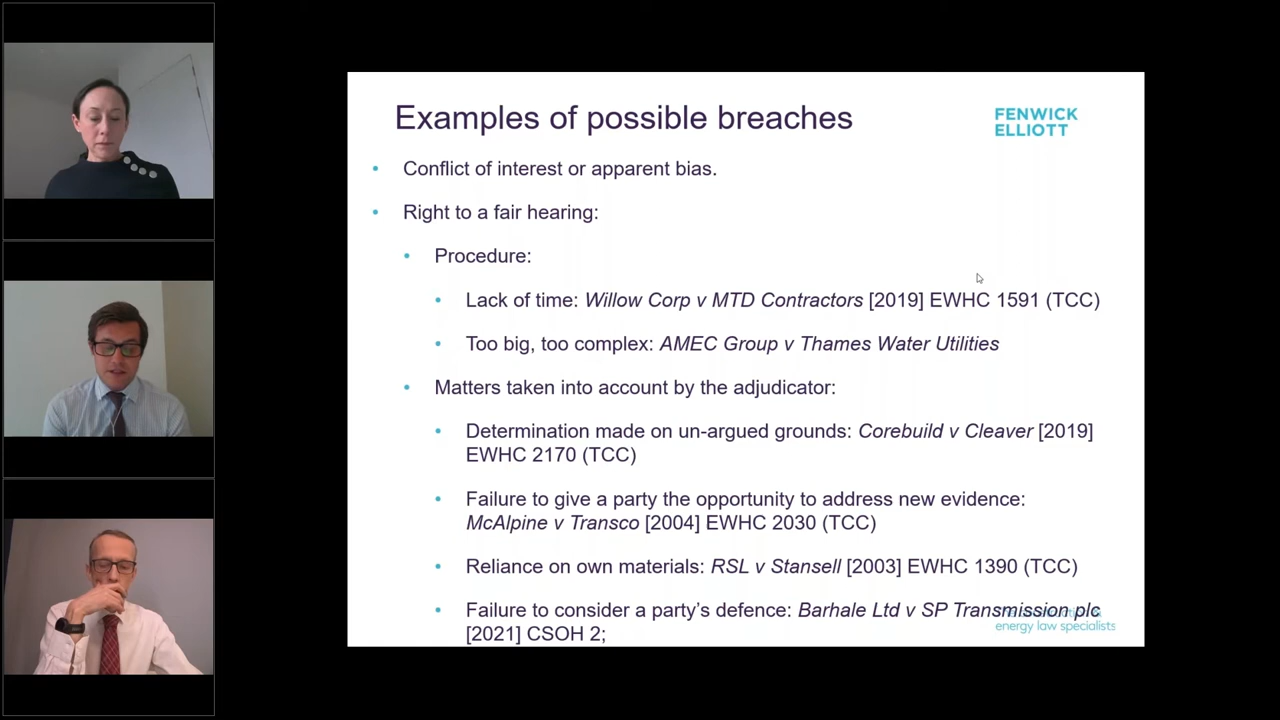 Examples of possible breaches
FENWICK
ELLIOTT
• Conflict of interest or apparent bias.
• Right to a fair hearing:
• Procedure:
• Lack of time: Willow Corp v MTD Contractors [2019] EWHC 1591 (TCC)
• Too big, too complex: AMEC Group v Thames Water Utilities
• Matters taken into account by the adjudicator:
• Determination made on un-argued grounds: Corebuild v Cleaver [2019]
EWHC 2170 (TCC)
• Failure to give a party the opportunity to address new evidence:
McAlpine v Transco [2004] EWHC 2030 (TCC)
• Reliance on own materials: RSL v Stansell [2003] EWHC 1390 (TCC)
• Failure to consider a party’s defence: Barhale Ltd v SP Transmission plc
[2021] CSOH 2;
energy law specialists